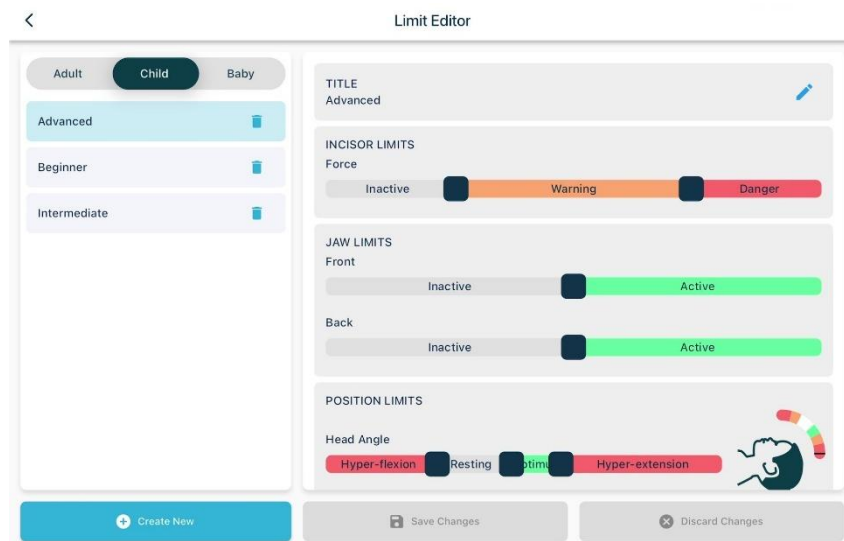 Limit Editor
Adult Child Baby
Advanced
Beginner
Intermediate
TITLE
Advanced
INCISOR LIMITS
Force
Inactive Warning Danger
JAW LIMITS
Front
Inactive Active
Back
Inactive Active
POSITION LIMITS
Head Angle
Hyper-flexion Resting Hyper-extension
Create New
Save Changes
Discard Changes